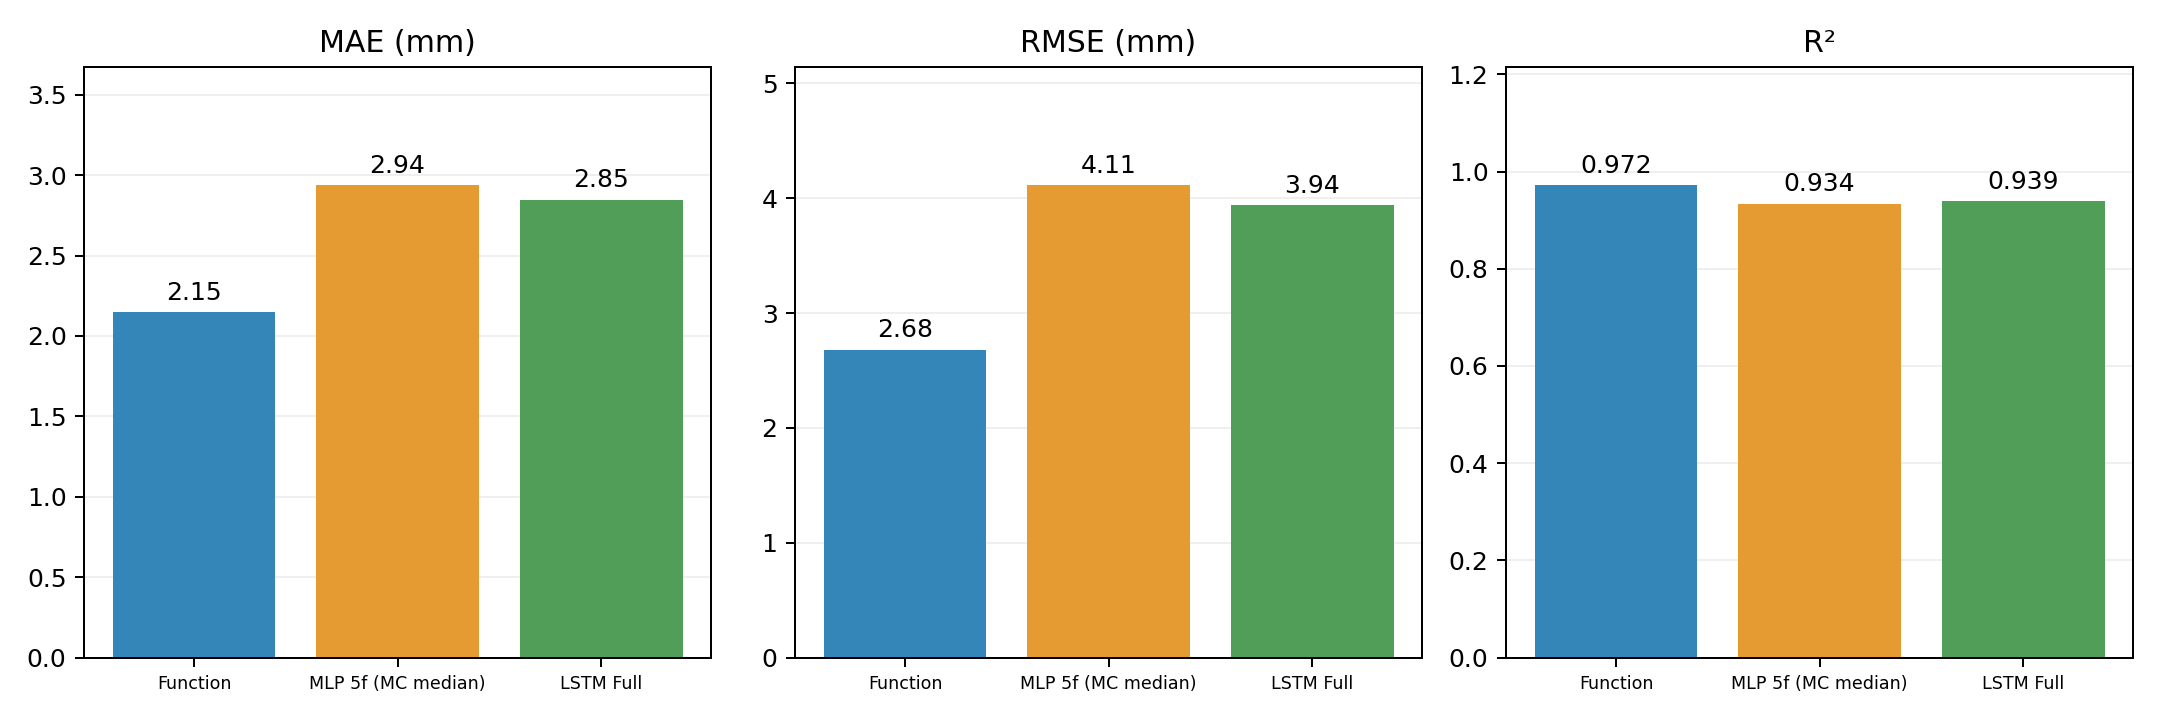 MAE (mm)
3.5
3.0
2.5
2.0
1.5
1.0
0.5
0.0
2.15
2.94
2.85
Function
MLP 5f (MC median)
LSTM Full
RMSE (mm)
5
4
3
2
1
0
2.68
4.11
3.94
Function
MLP 5f (MC median)
LSTM Full
R²
1.2
1.0
0.8
0.6
0.4
0.2
0.0
0.972
0.934
0.939
Function
MLP 5f (MC median)
LSTM Full